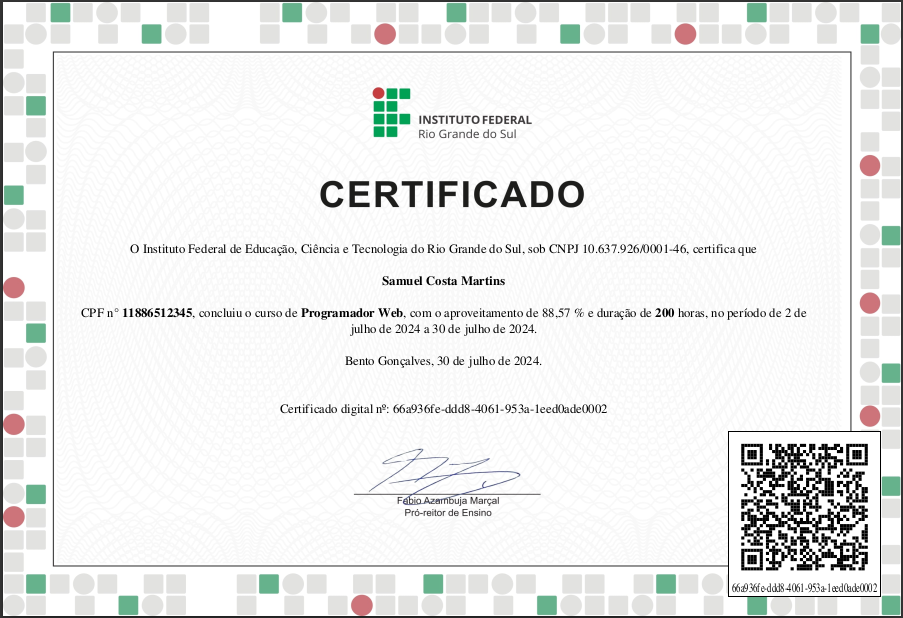 INSTITUTO FEDERAL
Rio Grande do Sul
CERTIFICADO
O Instituto Federal de Educação, Ciência e Tecnologia do Rio Grande do Sul, sob CNPJ 10.637.926/0001-46, certifica que
Samuel Costa Martins
CPF n° 11886512345, concluiu o curso de Programador Web, com o aproveitamento de 88,57 % e duração de 200 horas, no período de 2 de
julho de 2024 a 30 de julho de 2024.
Bento Gonçalves, 30 de julho de 2024.
Certificado digital nº: 66a936fe-ddd8-4061-953a-1eed0ade0002
Fábio Azambuja Marçal
Pró-reitor de Ensino
66a936fe-ddd8-4061-953a-1eed0ade0002